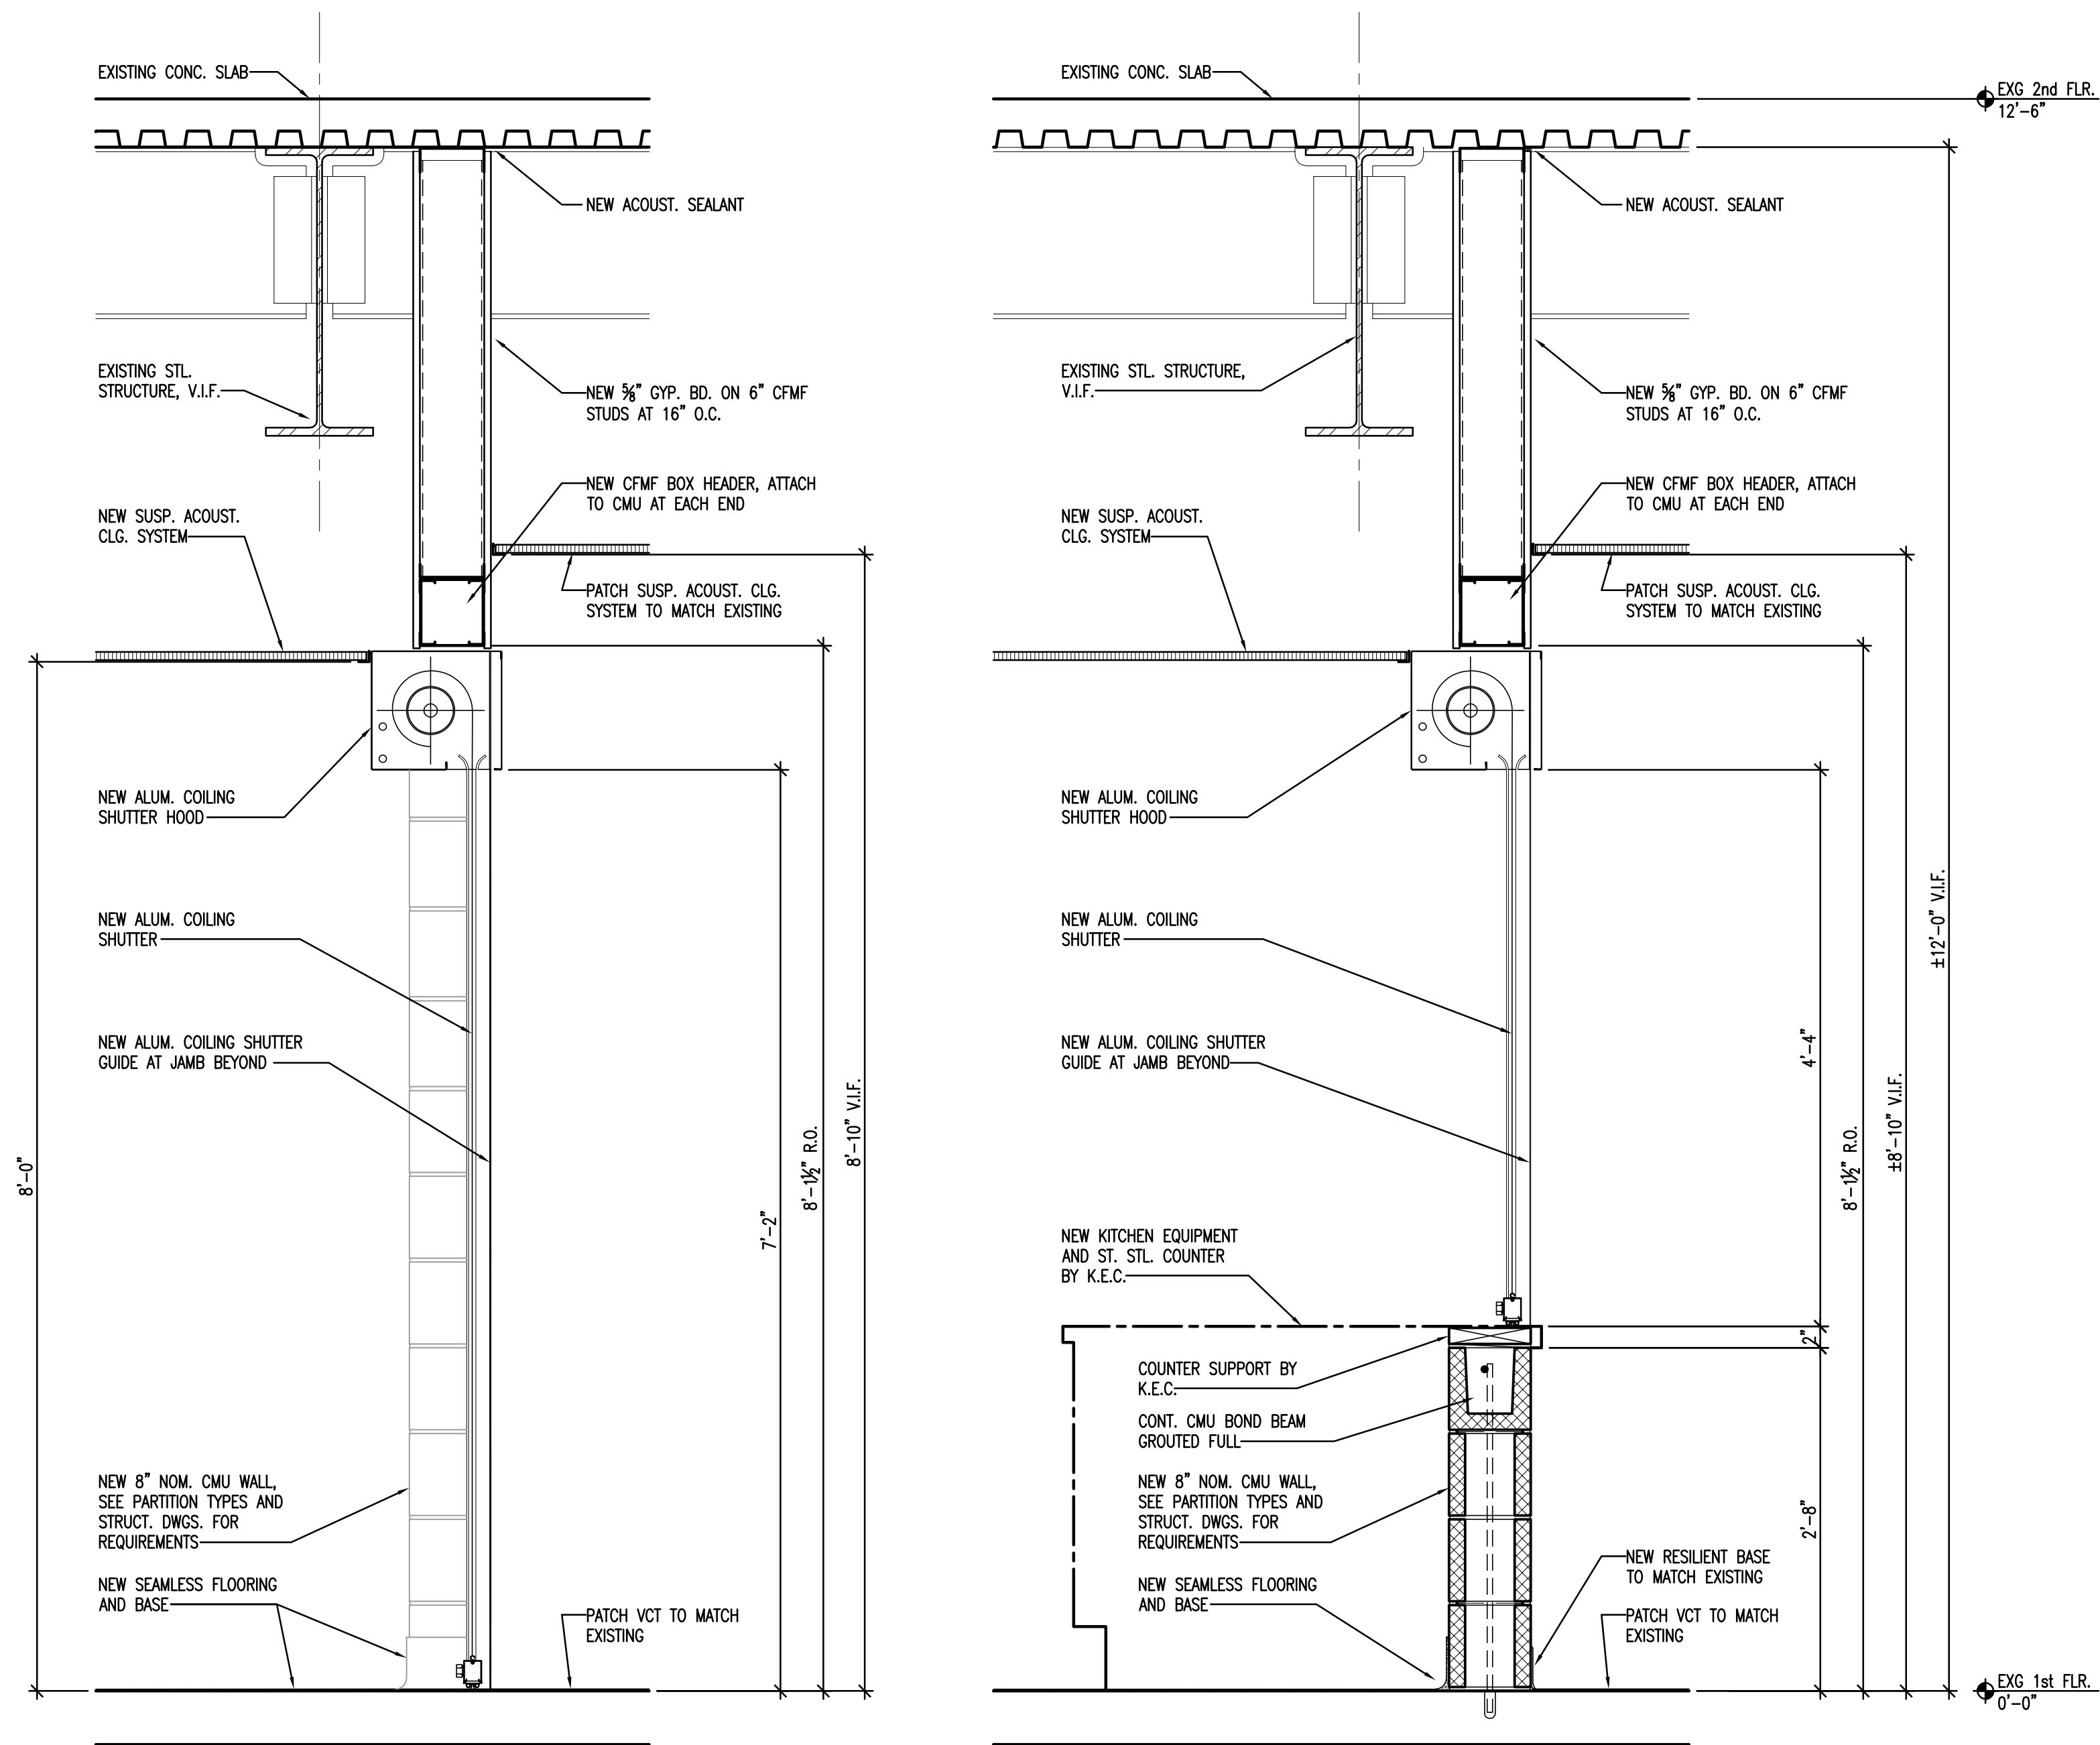 EXISTING CONC. SLAB
NEW ACOUST. SEALANT
EXISTING STL.
STRUCTURE, V.I.F.
NEW ⅝" GYP. BD. ON 6" CFMF
STUDS AT 16" O.C.
NEW CFMF BOX HEADER, ATTACH
TO CMU AT EACH END
NEW SUSP. ACOUST.
CLG. SYSTEM
PATCH SUSP. ACOUST. CLG.
SYSTEM TO MATCH EXISTING
NEW ALUM. COILING
SHUTTER HOOD
NEW ALUM. COILING
SHUTTER
NEW ALUM. COILING SHUTTER
GUIDE AT JAMB BEYOND
8'-0"
7'-2"
8'-1½" R.O.
8'-10" V.I.F.
NEW 8" NOM. CMU WALL,
SEE PARTITION TYPES AND
STRUCT. DWGS. FOR
REQUIREMENTS
NEW SEAMLESS FLOORING
AND BASE
PATCH VCT TO MATCH
EXISTING
EXISTING CONC. SLAB
EXG 2nd FLR.
12'-6"
NEW ACOUST. SEALANT
EXISTING STL. STRUCTURE,
V.I.F.
NEW ⅝" GYP. BD. ON 6" CFMF
STUDS AT 16" O.C.
NEW CFMF BOX HEADER, ATTACH
TO CMU AT EACH END
NEW SUSP. ACOUST.
CLG. SYSTEM
PATCH SUSP. ACOUST. CLG.
SYSTEM TO MATCH EXISTING
NEW ALUM. COILING
SHUTTER HOOD
NEW ALUM. COILING
SHUTTER
NEW ALUM. COILING SHUTTER
GUIDE AT JAMB BEYOND
±12'-0" V.I.F.
4'-4"
8'-1½" R.O.
±8'-10" V.I.F.
NEW KITCHEN EQUIPMENT
AND ST. STL. COUNTER
BY K.E.C.
2"
COUNTER SUPPORT BY
K.E.C.
CONT. CMU BOND BEAM
GROUTED FULL
NEW 8" NOM. CMU WALL,
SEE PARTITION TYPES AND
STRUCT. DWGS. FOR
REQUIREMENTS
2'-8"
NEW SEAMLESS FLOORING
AND BASE
NEW RESILIENT BASE
TO MATCH EXISTING
PATCH VCT TO MATCH
EXISTING
EXG 1st FLR.
0'-0"